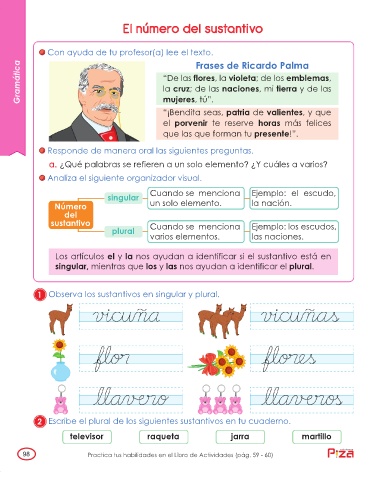 El número del sustantivo
Gramática
Con ayuda de tu profesor(a) lee el texto.
Frases de Ricardo Palma
“De las flores, la violeta; de los emblemas,
la cruz; de las naciones, mi tierra y de las
mujeres, tú”.
“¡Bendita seas, patria de valientes, y que
el porvenir te reserve horas más felices
que las que forman tu presente!”.
Responde de manera oral las siguientes preguntas.
a. ¿Qué palabras se refieren a un solo elemento? ¿Y cuáles a varios?
Analiza el siguiente organizador visual.
Número
del
sustantivo
singular
Cuando se menciona
un solo elemento.
Ejemplo: el escudo,
la nación.
plural
Cuando se menciona
varios elementos.
Ejemplo: los escudos,
las naciones.
Los artículos el y la nos ayudan a identificar si el sustantivo está en
singular, mientras que los y las nos ayudan a identificar el plural.
1 Observa los sustantivos en singular y plural.
vicuña
vicuñas
flor
flores
llavero
llaveros
2 Escribe el plural de los siguientes sustantivos en tu cuaderno.
televisor
raqueta
jarra
martillo
98
Practica tus habilidades en el Libro de Actividades (pág. 59 - 60)
Piza